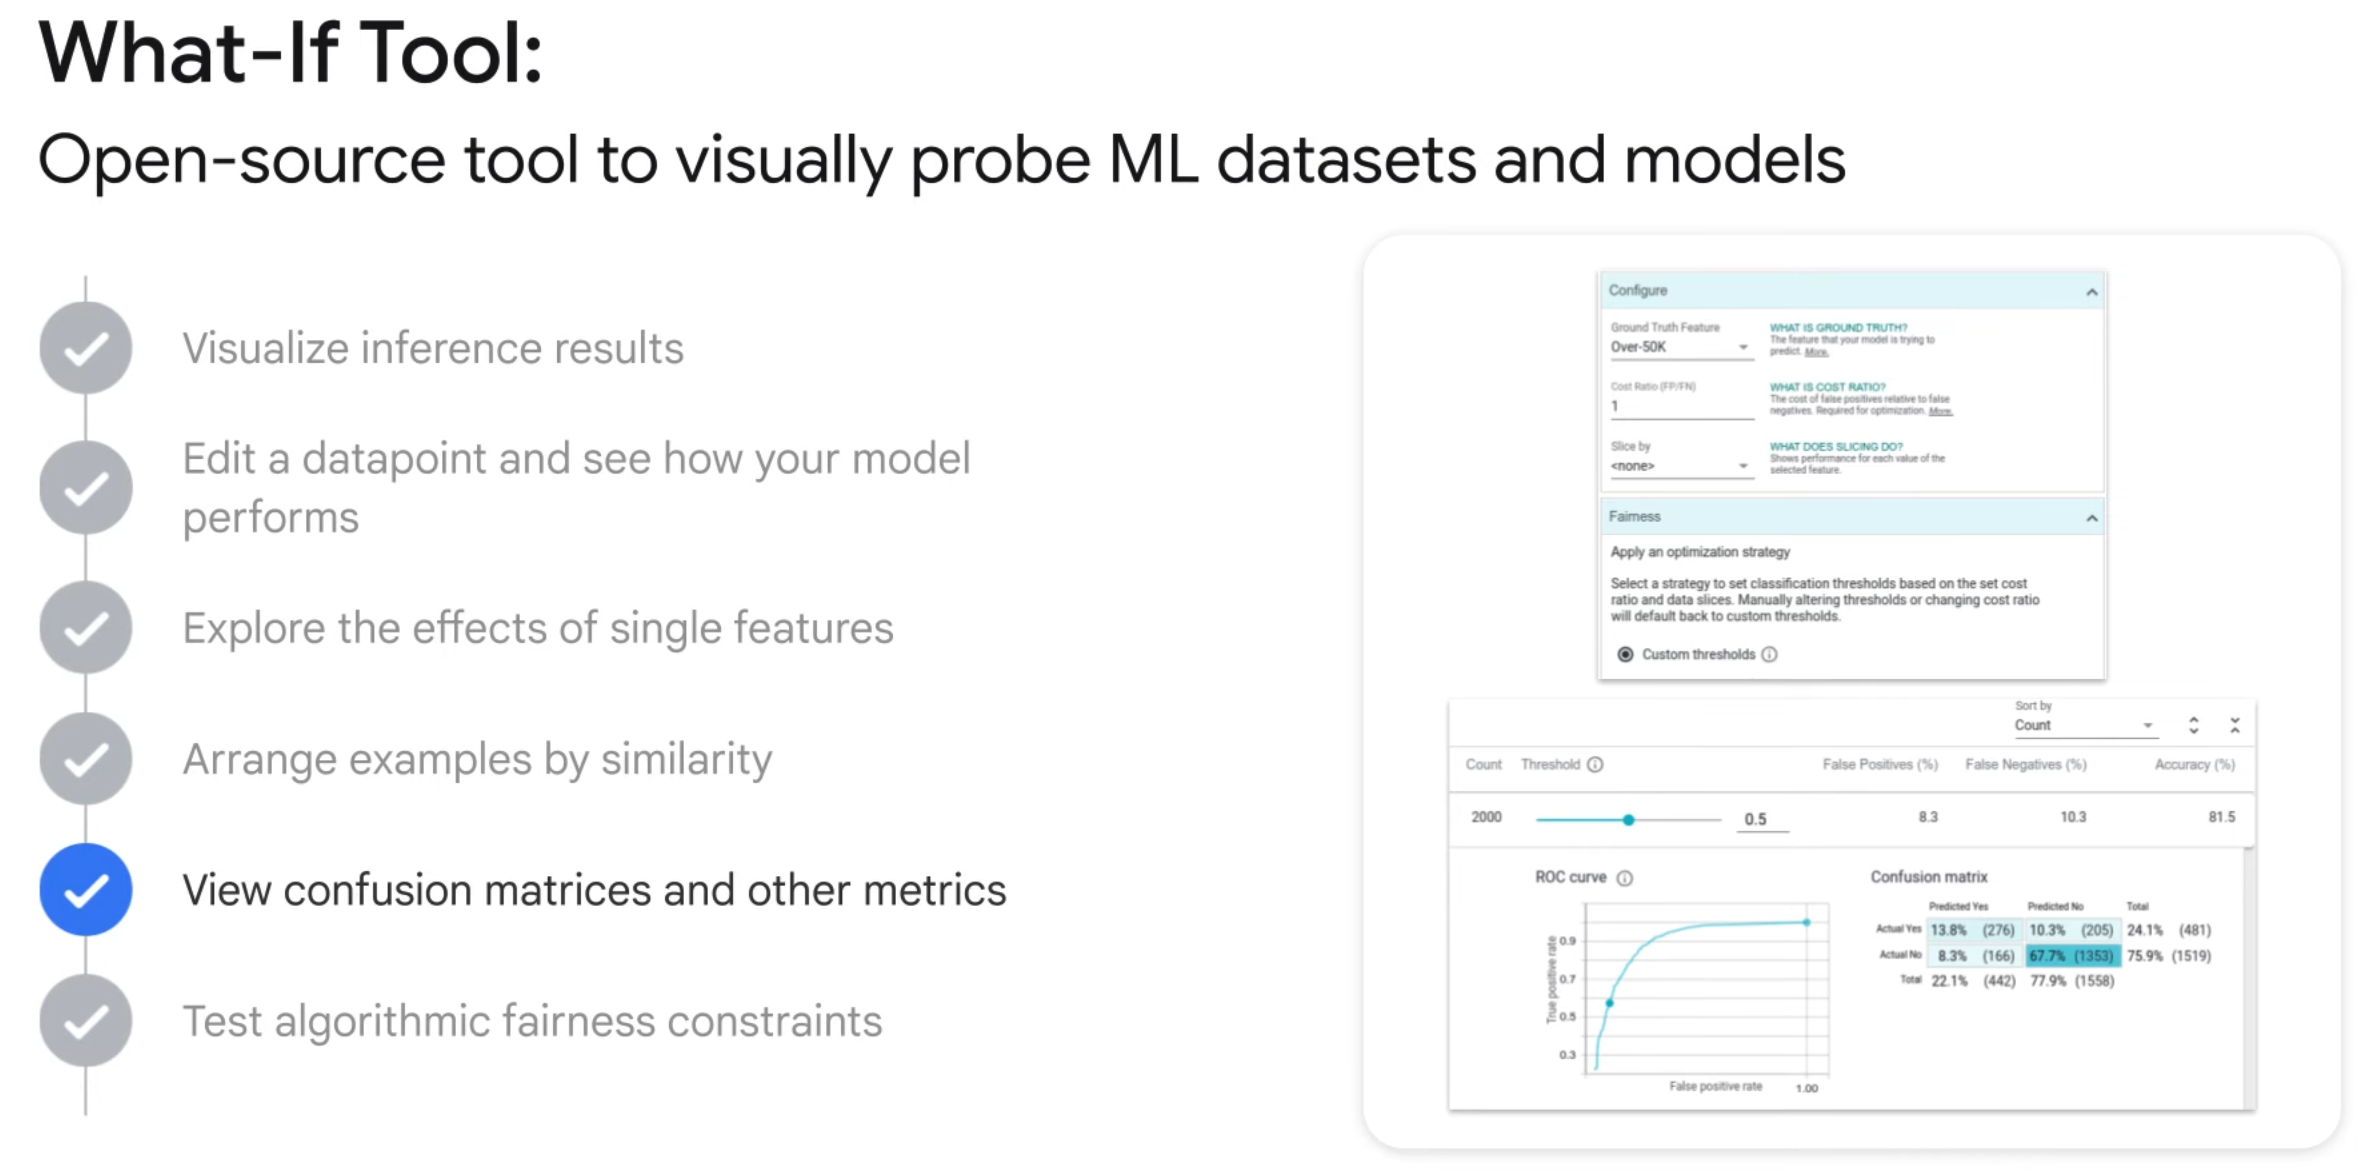 What-If Tool:
Open-source tool to visually probe ML datasets and models
Visualize inference results
Edit a datapoint and see how your model
performs
Explore the effects of single features
Arrange examples by similarity
View confusion matrices and other metrics
Test algorithmic fairness constraints
Configure
Ground Truth Feature
Over-50K
WHAT IS GROUND TRUTH?
The feature that your model is trying to
predict. More.
Cost Ratio (FP/FN)
1
WHAT IS COST RATIO?
The cost of false positives relative to false
negatives. Required for optimization. More.
Slice by
<none>
WHAT DOES SLICING DO?
Shows performance for each value of the
selected feature.
Fairness
Apply an optimization strategy
Select a strategy to set classification thresholds based on the set cost
ratio and data slices. Manually altering thresholds or changing cost ratio
will default back to custom thresholds.
Custom thresholds
Sort by
Count
Count Threshold False Positives (%) False Negatives (%) Accuracy (%)
2000 0.5 8.3 10.3 81.5
ROC curve
True positive rate
0.9
0.7
0.5
0.3
False positive rate 1.00
Confusion matrix
Predicted Yes Predicted No Total
Actual Yes 13.8% (276) 10.3% (205) 24.1% (481)
Actual No 8.3% (166) 67.7% (1353) 75.9% (1519)
Total 22.1% (442) 77.9% (1558)